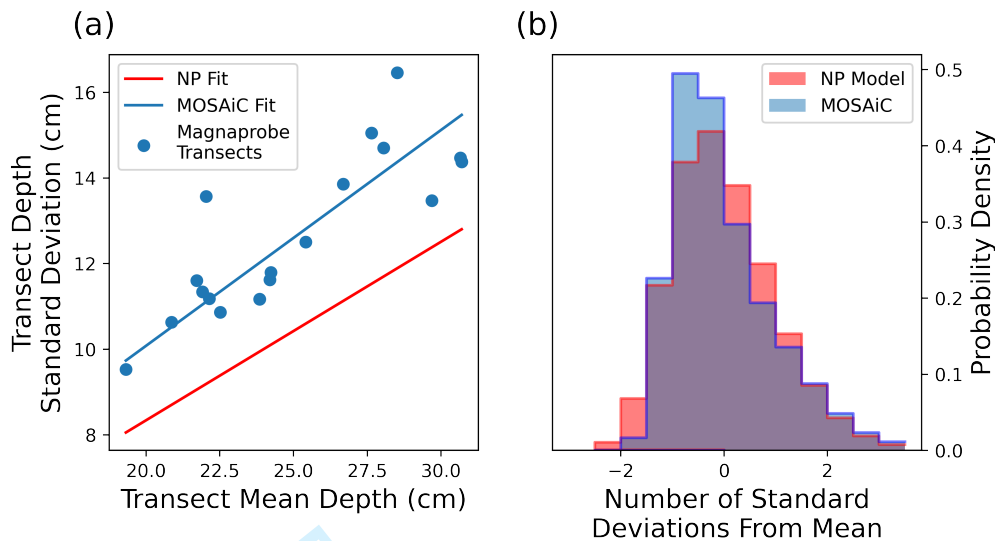 (a)
NP Fit
MOSAiC Fit
Magnaprobe
Transects
16
14
12
10
8
20.0 22.5 25.0 27.5 30.0
Transect Depth
Standard Deviation (cm)
Transect Mean Depth (cm)
(b)
NP Model
MOSAiC
0.5
0.4
0.3
0.2
0.1
0.0
−2 0 2
Probability Density
Number of Standard
Deviations From Mean